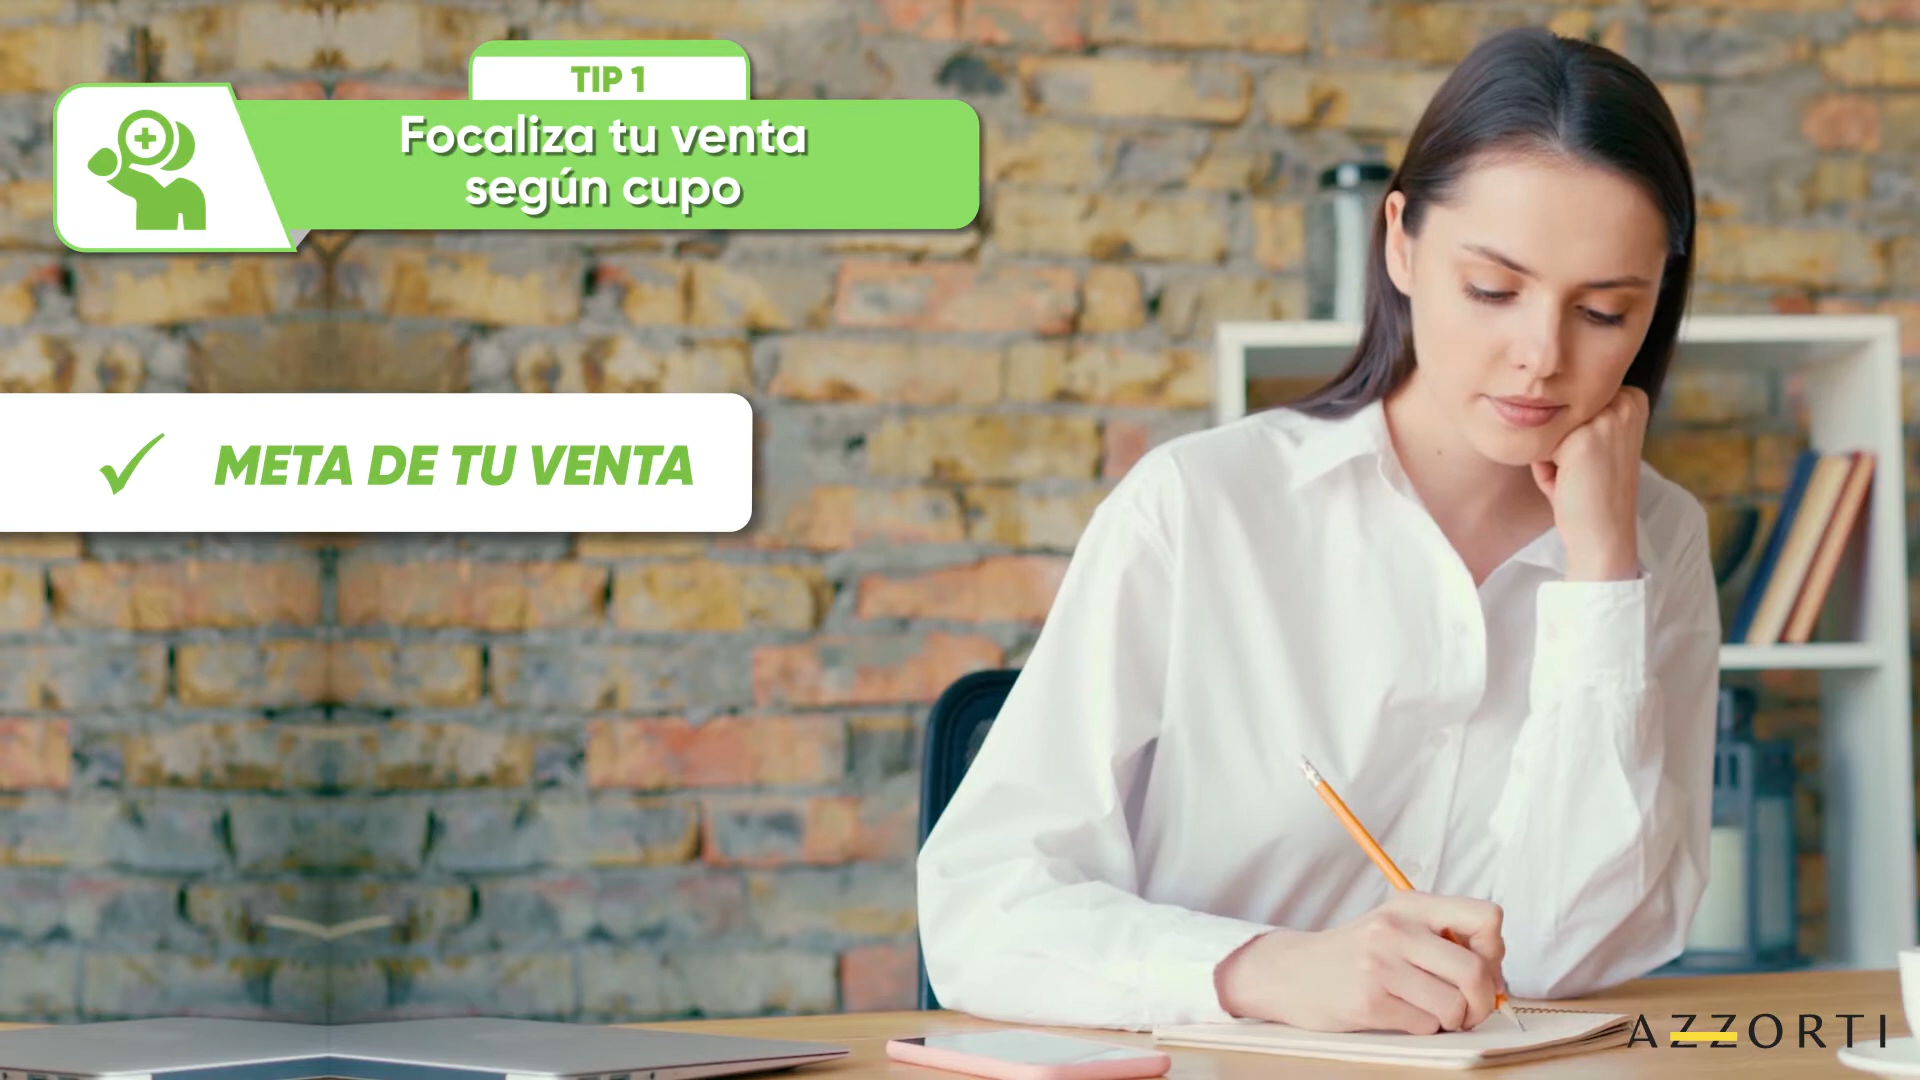 TIP 1
Focaliza tu venta
según cupo
META DE TU VENTA
AZZORTI